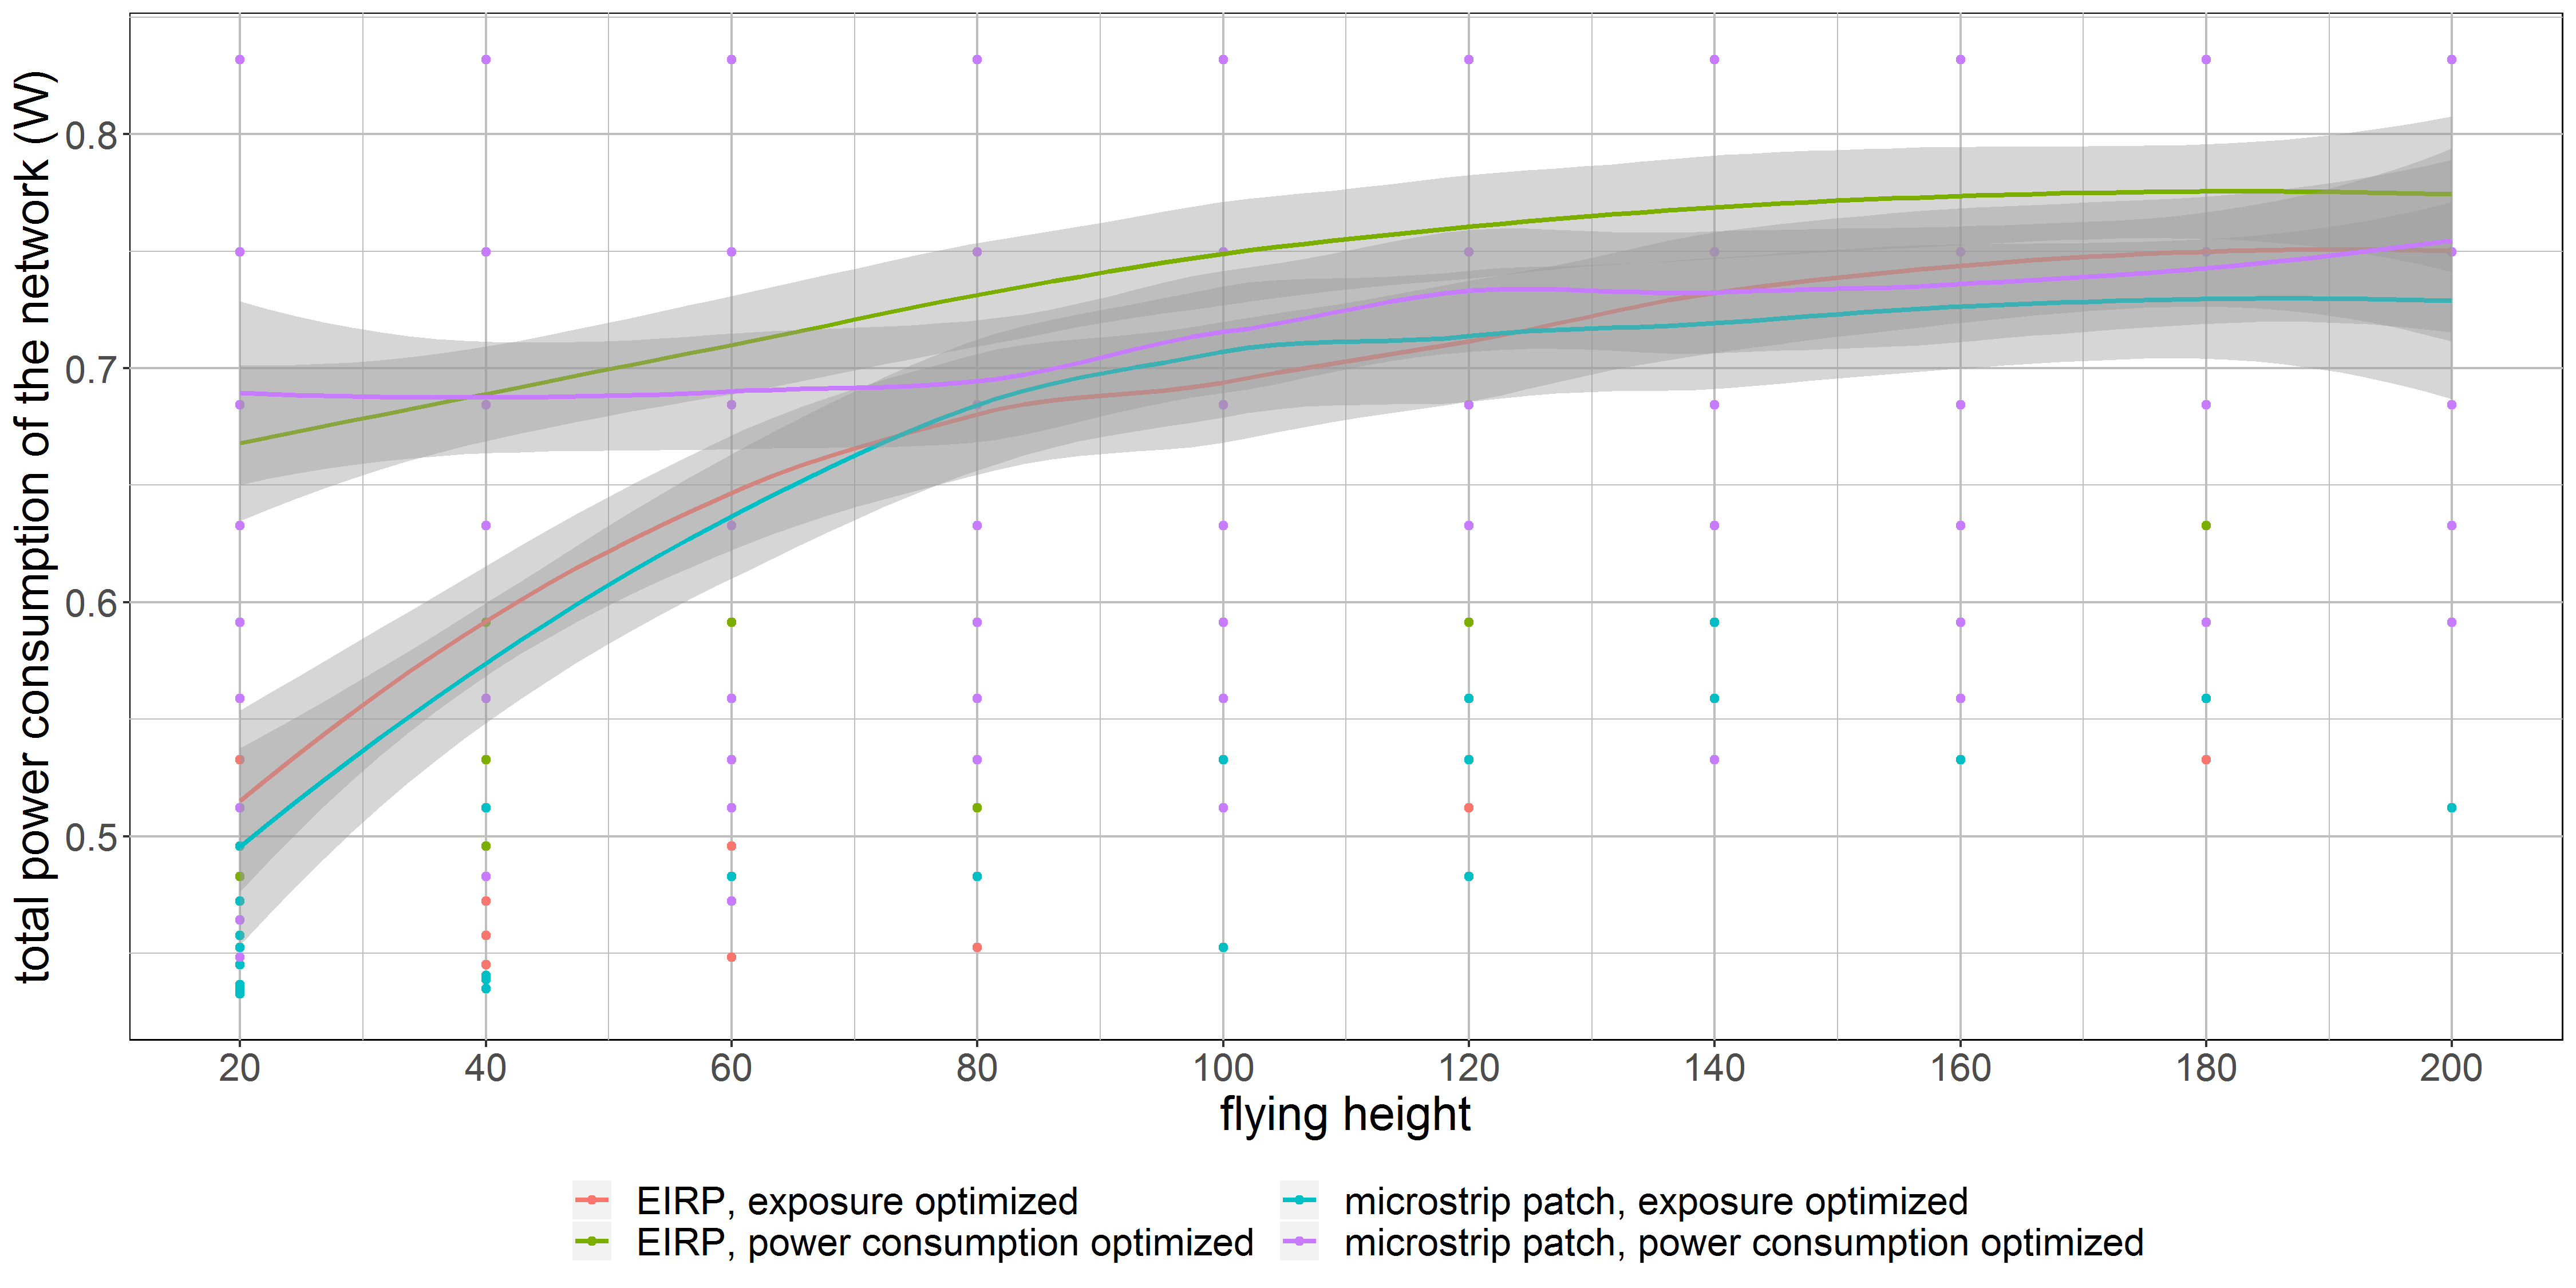 total power consumption of the network (W)
0.8
0.7
0.6
0.5
20 40 60 80 100 120 140 160 180 200
flying height
EIRP, exposure optimized microstrip patch, exposure optimized
EIRP, power consumption optimized microstrip patch, power consumption optimized